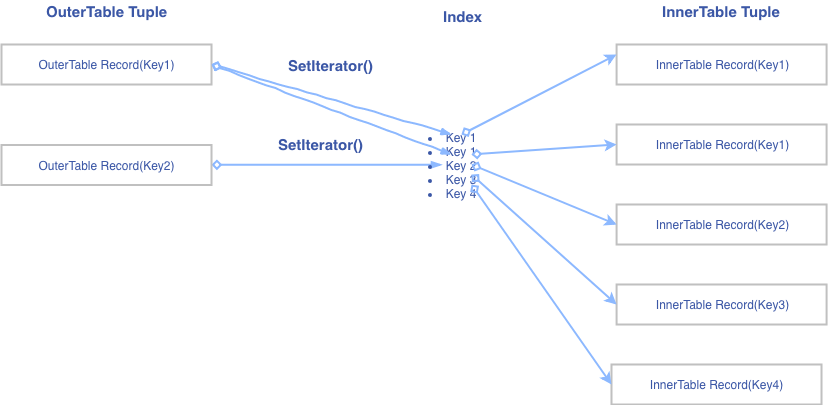 OuterTable Tuple
Index
InnerTable Tuple
OuterTable Record(Key1)
SetIterator()
InnerTable Record(Key1)
• Key 1
SetIterator()
• Key 1
InnerTable Record(Key1)
OuterTable Record(Key2)
• Key 2
• Key 3
• Key 4
InnerTable Record(Key2)
InnerTable Record(Key3)
InnerTable Record(Key4)